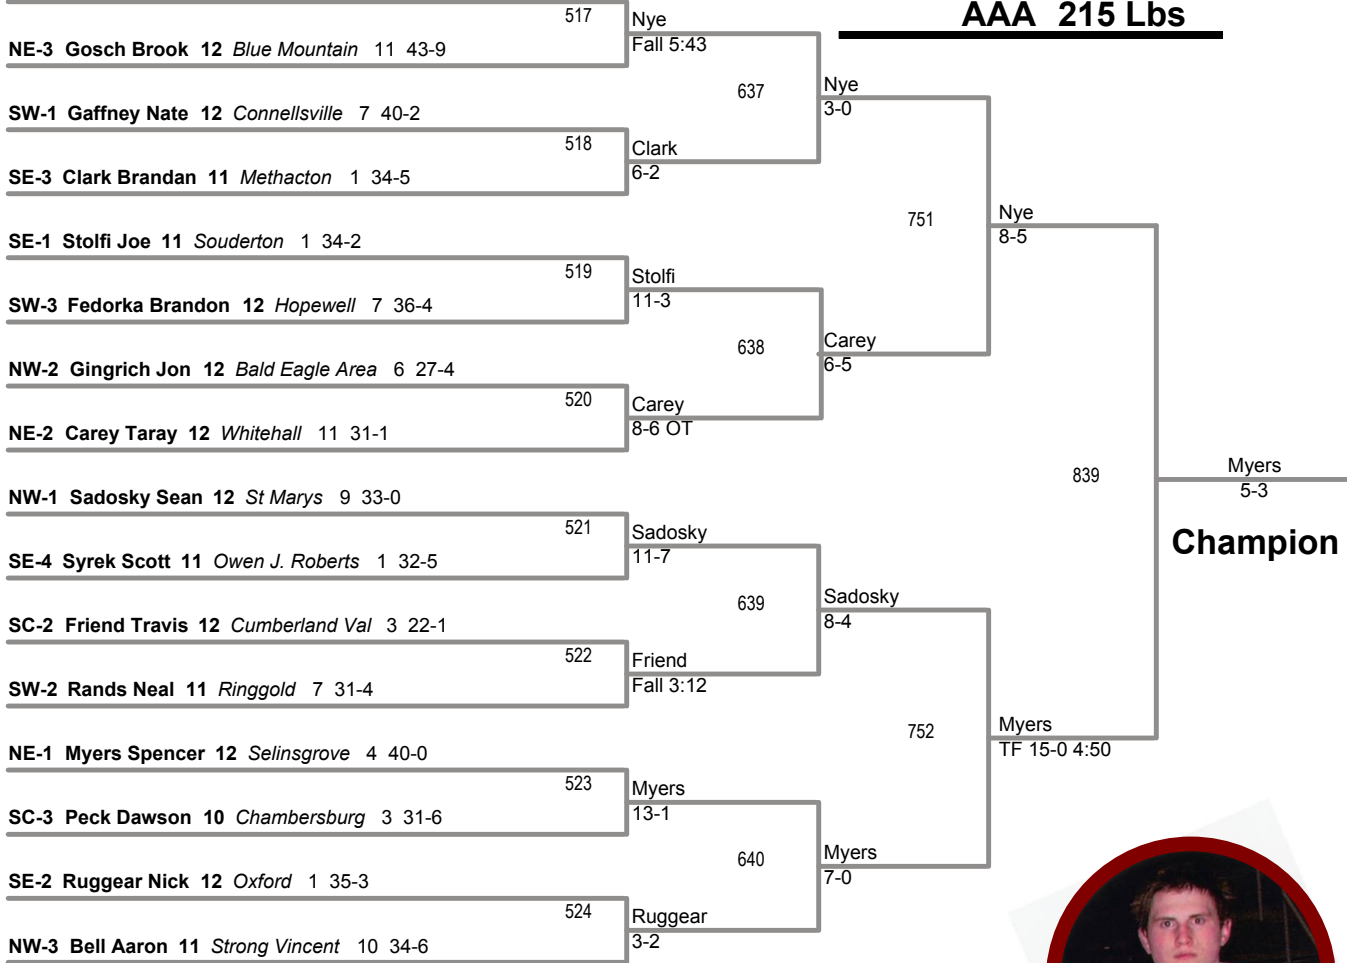 AAA 215 Lbs
517
Nye
Fall 5:43
NE-3 Gosch Brook 12 Blue Mountain 11 43-9
637
Nye
3-0
SW-1 Gaffney Nate 12 Connellsville 7 40-2
518
Clark
6-2
SE-3 Clark Brandan 11 Methacton 1 34-5
751
Nye
8-5
SE-1 Stolfi Joe 11 Souderton 1 34-2
519
Stolfi
11-3
SW-3 Fedorka Brandon 12 Hopewell 7 36-4
638
Carey
6-5
NW-2 Gingrich Jon 12 Bald Eagle Area 6 27-4
520
Carey
8-6 OT
NE-2 Carey Taray 12 Whitehall 11 31-1
839
Myers
5-3
Champion
NW-1 Sadosky Sean 12 St Marys 9 33-0
521
Sadosky
11-7
SE-4 Syrek Scott 11 Owen J. Roberts 1 32-5
639
Sadosky
8-4
SC-2 Friend Travis 12 Cumberland Val 3 22-1
522
Friend
Fall 3:12
SW-2 Rands Neal 11 Ringgold 7 31-4
752
Myers
TF 15-0 4:50
NE-1 Myers Spencer 12 Selinsgrove 4 40-0
523
Myers
13-1
SC-3 Peck Dawson 10 Chambersburg 3 31-6
640
Myers
7-0
SE-2 Ruggear Nick 12 Oxford 1 35-3
524
Ruggear
3-2
NW-3 Bell Aaron 11 Strong Vincent 10 34-6